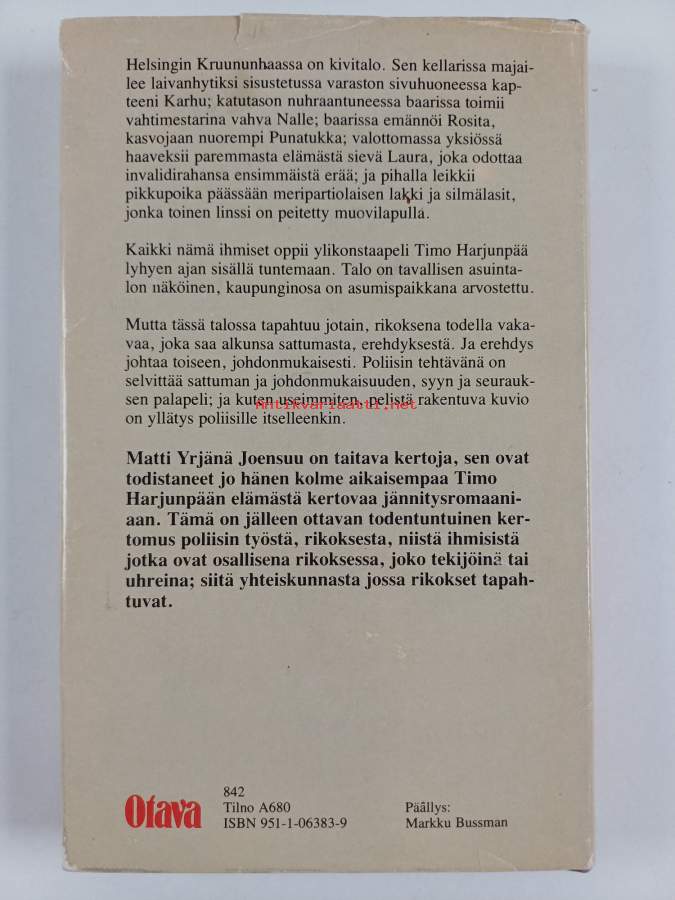 Helsingin Kruununhaassa on kivitalo. Sen kellarissa majai-
lee laivanhytiksi sisustetussa varaston sivuhuoneessa kap-
teeni Karhu; katutason nuhraantuneessa baarissa toimii
vahtimestarina vahva Nalle; baarissa emännöi Rosita,
kasvojaan nuorempi Punatukka; valottomassa yksiössä
haaveksii paremmasta elämästä sievä Laura, joka odottaa
invalidirahansa ensimmäistä erää; ja pihalla leikkii
pikkupoika päässään meripartiolaisen lakki ja silmälasit,
jonka toinen linssi on peitetty muovilapulla.
Kaikki nämä ihmiset oppii ylikonstaapeli Timo Harjunpää
lyhyen ajan sisällä tuntemaan. Talo on tavallisen asuinta-
lon näköinen, kaupunginosa on asumispaikkana arvostettu.
Mutta tässä talossa tapahtuu jotain, rikoksena todella vaka-
vaa, joka saa alkunsa sattumasta, erehdyksestä. Ja erehdys
johtaa toiseen, johdonmukaisesti. Poliisin tehtävänä on
selvittää sattuman ja johdonmukaisuuden, syyn ja seurauk-
sen palapeli; ja kuten useimmiten, pelistä rakentuva kuvio
Antikvariaatti.net
on yllätys poliisille itselleenkin.
Matti Yrjänä Joensuu on taitava kertoja, sen ovat
todistaneet jo hänen kolme aikaisempaa Timo
Harjunpään elämästä kertovaa jännitysromaani-
aan. Tämä on jälleen ottavan todentuntuinen ker-
tomus poliisin työstä, rikoksesta, niistä ihmisistä
jotka ovat osallisena rikoksessa, joko tekijöinä tai
uhreina; siitä yhteiskunnasta jossa rikokset tapah-
tuvat.
Otava
842
Tilno A680
ISBN 951-1-06383-9
Päällys:
Markku Bussman